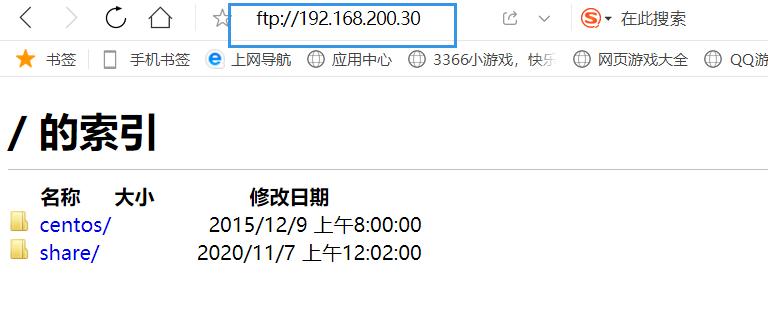 ftp://192.168.200.30 在此搜索
书签 手机书签 上网导航 应用中心 3366小游戏，快乐 网页游戏大全 QQ游
/ 的索引
名称 大小 修改日期
centos/ 2015/12/9 上午8:00:00
share/ 2020/11/7 上午12:02:00